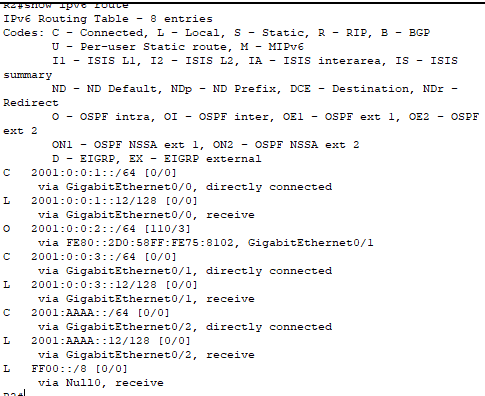 R2#show ipv6 route
IPv6 Routing Table - 8 entries
Codes: C - Connected, L - Local, S - Static, R - RIP, B - BGP
U - Per-user Static route, M - MIPv6
I1 - ISIS L1, I2 - ISIS L2, IA - ISIS interarea, IS - ISIS
summary
ND - ND Default, NDp - ND Prefix, DCE - Destination, NDr -
Redirect
O - OSPF intra, OI - OSPF inter, OE1 - OSPF ext 1, OE2 - OSPF
ext 2
ON1 - OSPF NSSA ext 1, ON2 - OSPF NSSA ext 2
D - EIGRP, EX - EIGRP external
C 2001:0:0:1::/64 [0/0]
via GigabitEthernet0/0, directly connected
L 2001:0:0:1::12/128 [0/0]
via GigabitEthernet0/0, receive
O 2001:0:0:2::/64 [110/3]
via FE80::2D0:58FF:FE75:8102, GigabitEthernet0/1
C 2001:0:0:3::/64 [0/0]
via GigabitEthernet0/1, directly connected
L 2001:0:0:3::12/128 [0/0]
via GigabitEthernet0/1, receive
C 2001:AAAA::/64 [0/0]
via GigabitEthernet0/2, directly connected
L 2001:AAAA::12/128 [0/0]
via GigabitEthernet0/2, receive
L FF00::/8 [0/0]
via Null0, receive
R2#